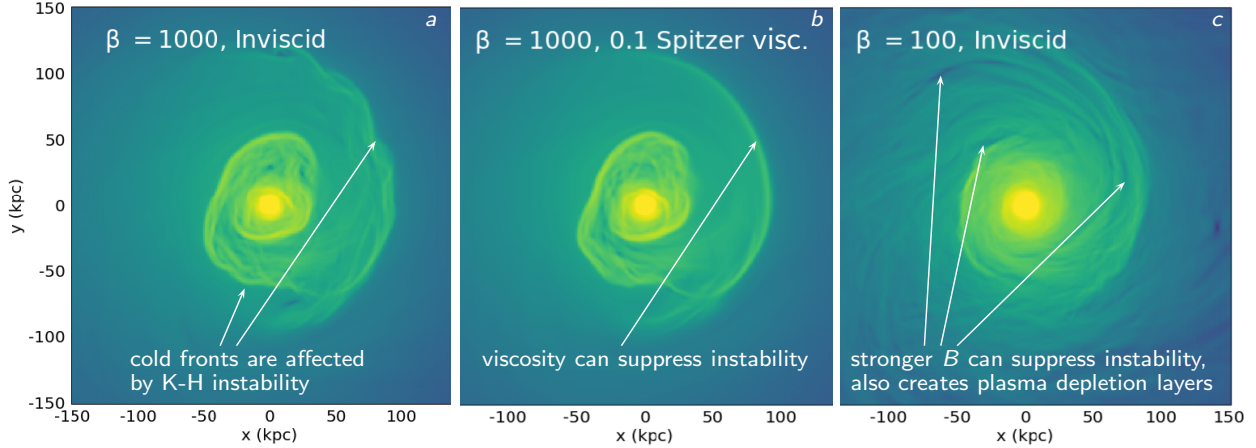 a
β = 1000, Inviscid
cold fronts are affected
by K-H instability
b
β = 1000, 0.1 Spitzer visc.
viscosity can suppress instability
c
β = 100, Inviscid
stronger B can suppress instability,
also creates plasma depletion layers
150
100
50
0
-50
-100
-150
y (kpc)
-150 -100 -50 0 50 100
x (kpc)
-100 -50 0 50 100
x (kpc)
-100 -50 0 50 100 150
x (kpc)